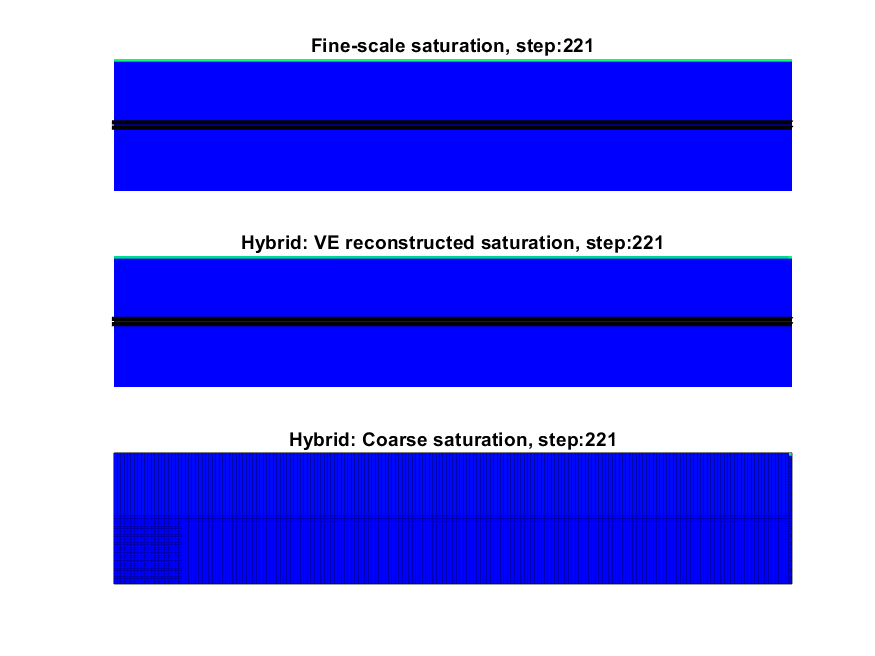 Fine-scale saturation, step:221
Hybrid: VE reconstructed saturation, step:221
Hybrid: Coarse saturation, step:221